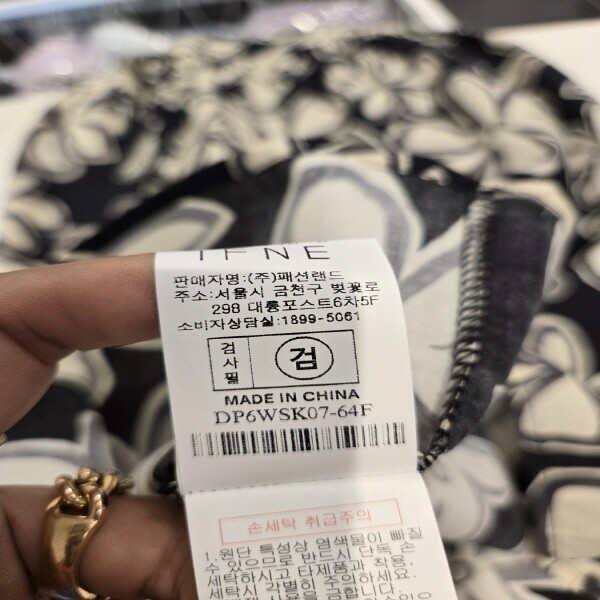 IFNE
판매자명:(주)패션랜드
주소:서울시 금천구 벚꽃로
298 대륭포스트6차5F
소비자상담실:1899-5061
검사필 검
MADE IN CHINA
DP6WSK07-64F
손세탁 취급주의
1.원단 특성상 염색물이 빠질
수 있으므로 반드시 단독 손
세탁하시고 타제품과 착용,
세탁시 각별히 주의하세요.